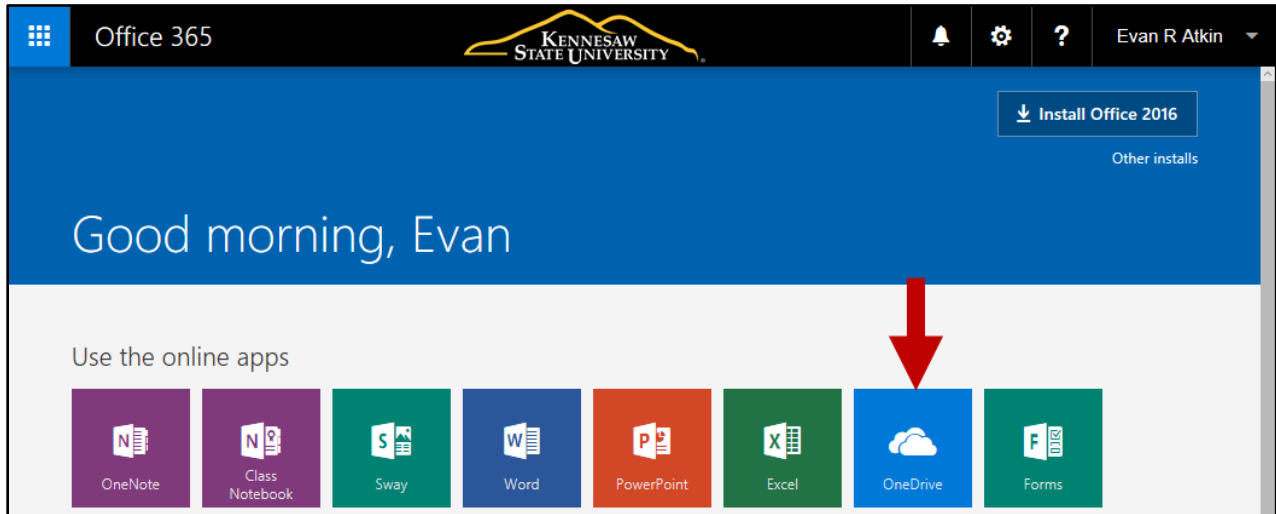 Office 365
KENNESAW
STATE UNIVERSITY
?
Evan R Atkin
Install Office 2016
Other installs
Good morning, Evan
Use the online apps
N
OneNote
N
Class
Notebook
S
Sway
W
Word
P
PowerPoint
X
Excel
OneDrive
F
Forms